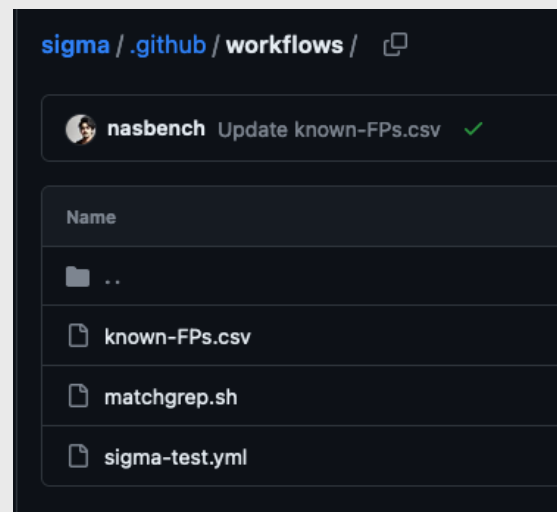 sigma / .github / workflows /
nasbench Update known-FPs.csv
Name
..
known-FPs.csv
matchgrep.sh
sigma-test.yml